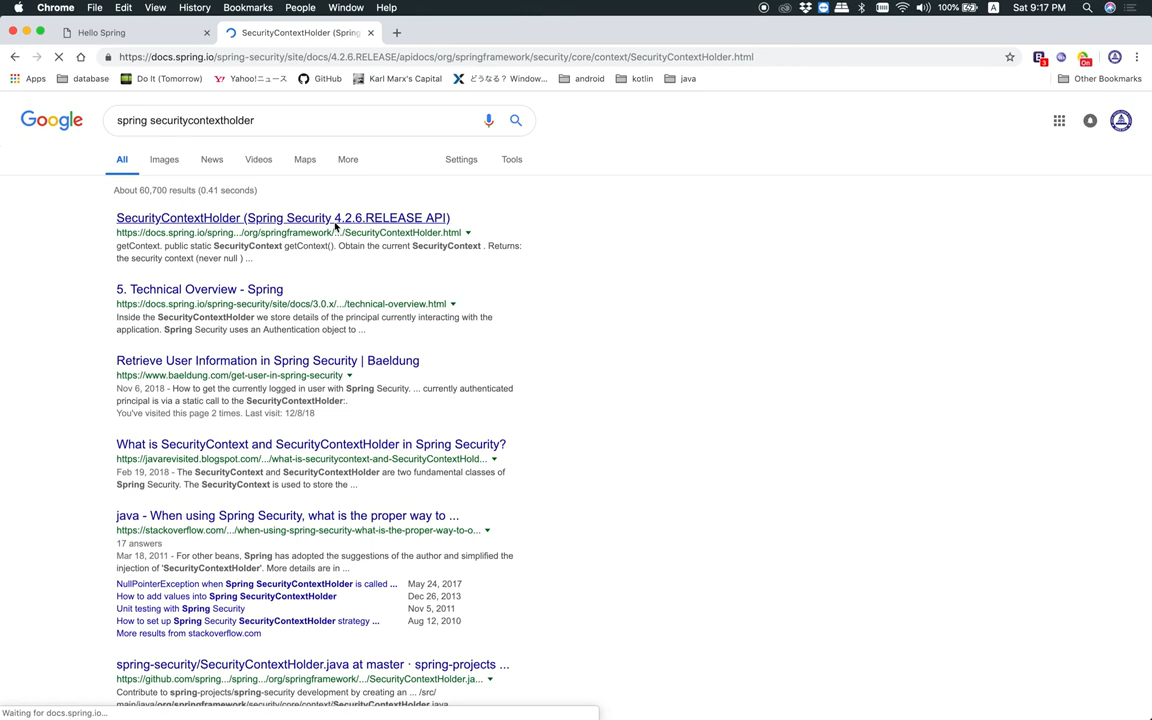 Chrome File Edit View History Bookmarks People Window Help 100% A Sat 9:17 PM
Hello Spring × SecurityContextHolder (Spring × +
https://docs.spring.io/spring-security/site/docs/4.2.6.RELEASE/apidocs/org/springframework/security/core/context/SecurityContextHolder.html 3 On
Apps database Do It (Tomorrow) Yahoo!ニュース GitHub Karl Marx's Capital どうなる？ Window... android kotlin java Other Bookmarks
Google spring securitycontextholder
All Images News Videos Maps More Settings Tools
About 60,700 results (0.41 seconds)
SecurityContextHolder (Spring Security 4.2.6.RELEASE API)
https://docs.spring.io/spring.../org/springframework/.../SecurityContextHolder.html
getContext. public static SecurityContext getContext(). Obtain the current SecurityContext . Returns:
the security context (never null ) ...
5. Technical Overview - Spring
https://docs.spring.io/spring-security/site/docs/3.0.x/.../technical-overview.html
Inside the SecurityContextHolder we store details of the principal currently interacting with the
application. Spring Security uses an Authentication object to ...
Retrieve User Information in Spring Security | Baeldung
https://www.baeldung.com/get-user-in-spring-security
Nov 6, 2018 - How to get the currently logged in user with Spring Security. ... currently authenticated
principal is via a static call to the SecurityContextHolder:.
You've visited this page 2 times. Last visit: 12/8/18
What is SecurityContext and SecurityContextHolder in Spring Security?
https://javarevisited.blogspot.com/.../what-is-securitycontext-and-SecurityContextHold...
Feb 19, 2018 - The SecurityContext and SecurityContextHolder are two fundamental classes of
Spring Security. The SecurityContext is used to store the ...
java - When using Spring Security, what is the proper way to ...
https://stackoverflow.com/.../when-using-spring-security-what-is-the-proper-way-to-o...
17 answers
Mar 18, 2011 - For other beans, Spring has adopted the suggestions of the author and simplified the
injection of 'SecurityContextHolder'. More details are in ...
NullPointerException when Spring SecurityContextHolder is called ... May 24, 2017
How to add values into Spring SecurityContextHolder Dec 26, 2013
Unit testing with Spring Security Nov 5, 2011
How to set up Spring Security SecurityContextHolder strategy ... Aug 12, 2010
More results from stackoverflow.com
spring-security/SecurityContextHolder.java at master · spring-projects ...
https://github.com/spring.../spring.../org/springframework/.../SecurityContextHolder.ja...
Contribute to spring-projects/spring-security development by creating an ... /src/
main/java/org/springframework/security/core/context/SecurityContextHolder.java.
Waiting for docs.spring.io...